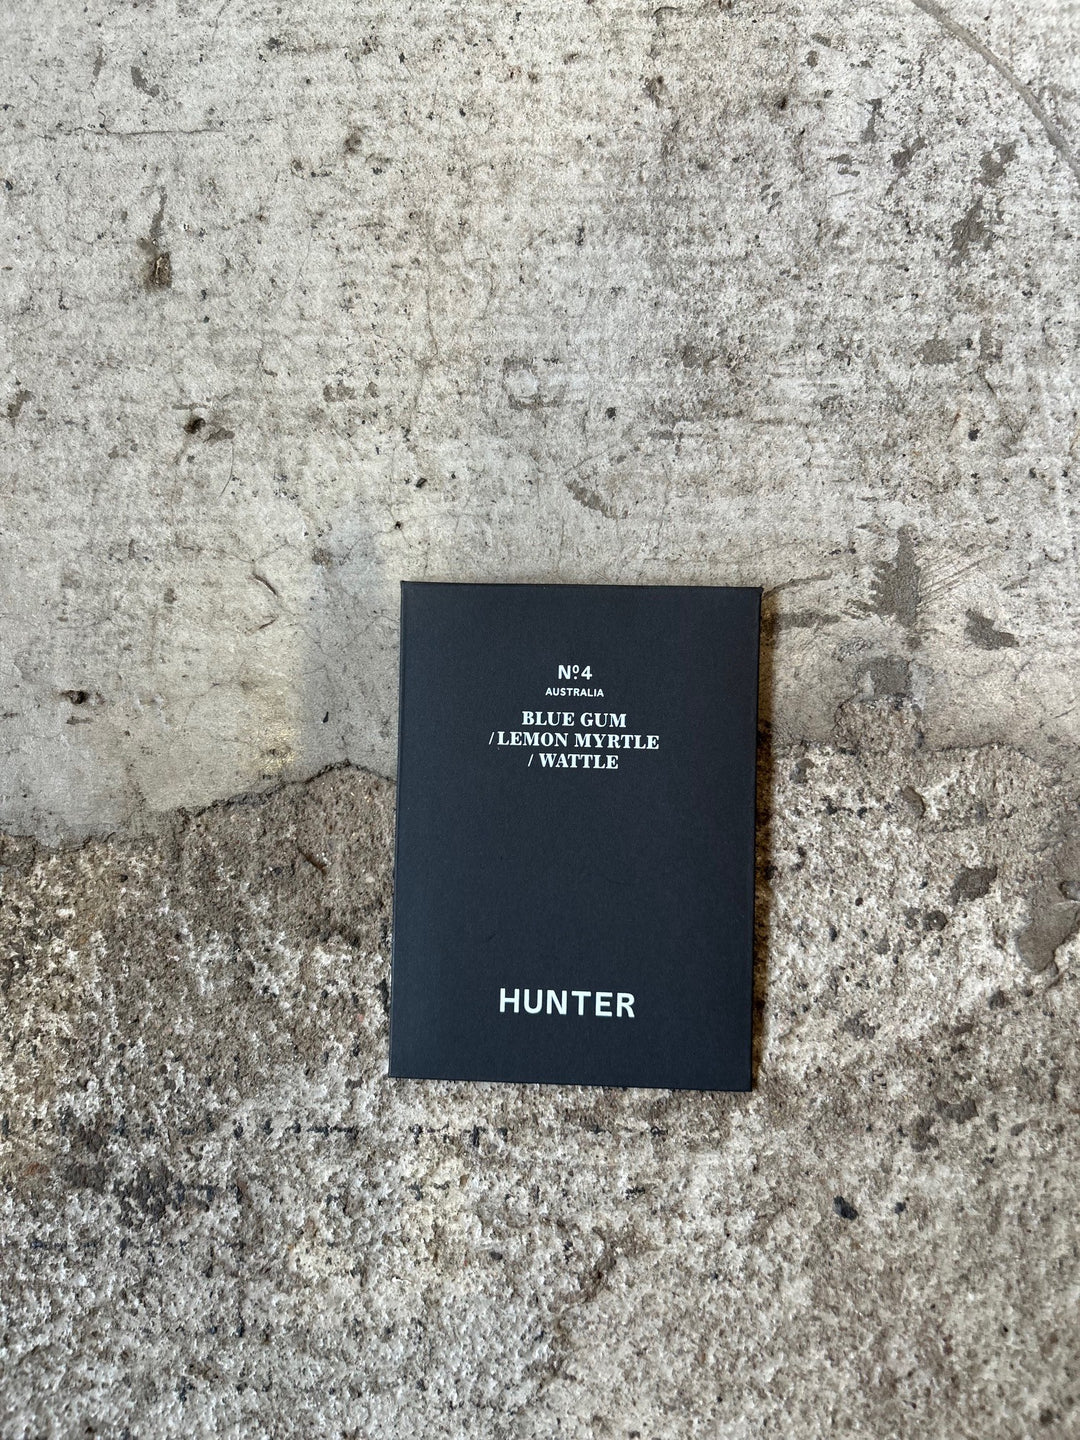 Nº4
AUSTRALIA
BLUE GUM
/ LEMON MYRTLE
/ WATTLE
HUNTER